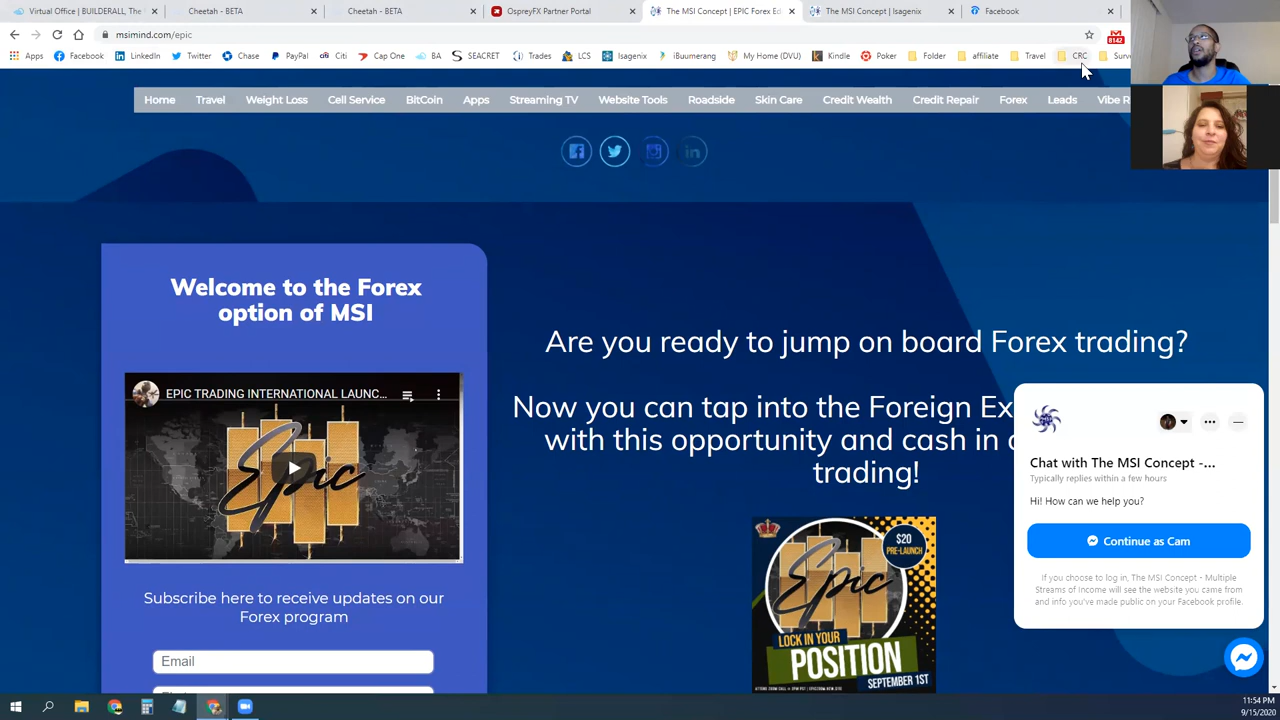 Virtual Office | BUILDERALL, The
Cheetah - BETA
Cheetah - BETA
OspreyFX Partner Portal
The MSI Concept | EPIC Forex Ed
The MSI Concept | Isagenix
Facebook
msimind.com/epic
8142
Apps
Facebook
LinkedIn
Twitter
Chase
PayPal
Citi
Cap One
BA
SEACRET
Trades
LCS
Isagenix
iBuumerang
My Home (DVU)
Kindle
Poker
Folder
affiliate
Travel
CRC
Surve
Home Travel Weight Loss Cell Service BitCoin Apps Streaming TV Website Tools Roadside Skin Care Credit Wealth Credit Repair Forex Leads Vibe R
Welcome to the Forex
option of MSI
EPIC TRADING INTERNATIONAL LAUNC...
Epic
Subscribe here to receive updates on our
Forex program
Email
Are you ready to jump on board Forex trading?
Now you can tap into the Foreign Ex
with this opportunity and cash in
trading!
$20
PRE-LAUNCH
Epic
LOCK IN YOUR
POSITION
SEPTEMBER 1ST
Chat with The MSI Concept -...
Typically replies within a few hours
Hi! How can we help you?
Continue as Cam
If you choose to log in, The MSI Concept - Multiple
Streams of Income will see the website you came from
and info you've made public on your Facebook profile.
11:54 PM
9/15/2020